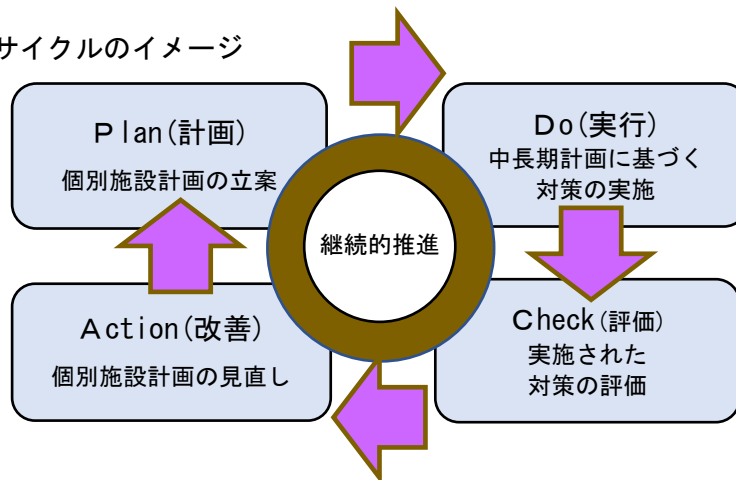 サイクルのイメージ
Plan(計画)
個別施設計画の立案
Do(実行)
中長期計画に基づく
対策の実施
継続的推進
Action(改善)
個別施設計画の見直し
Check(評価)
実施された
対策の評価